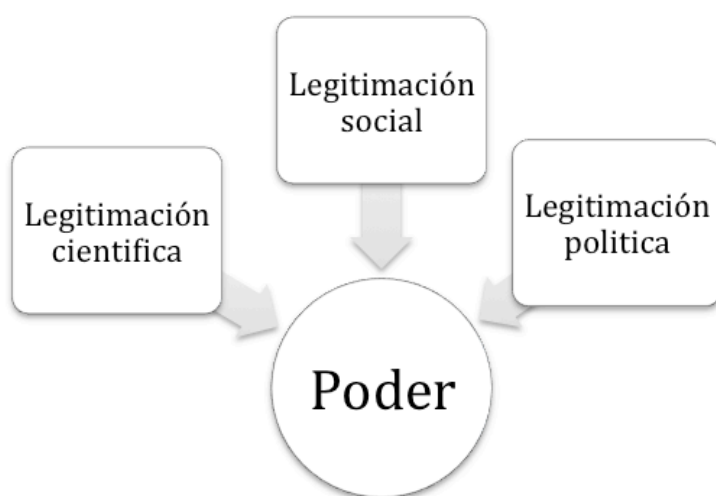 Legitimación
social
Legitimación
cientifica
Legitimación
politica
Poder